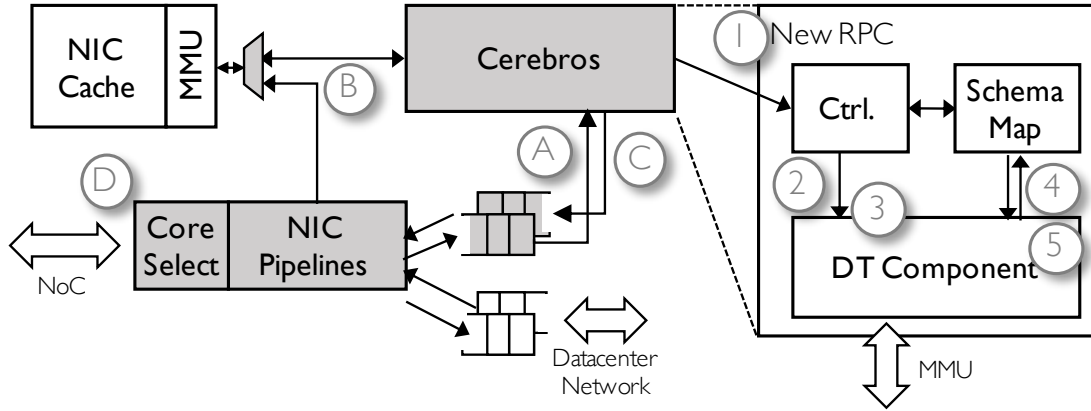 NIC
Cache
MMU
Cerebros
B
A
C
D
Core
Select
NIC
Pipelines
NoC
Datacenter
Network
1 New RPC
Ctrl.
Schema
Map
2
3
4
5
DT Component
MMU